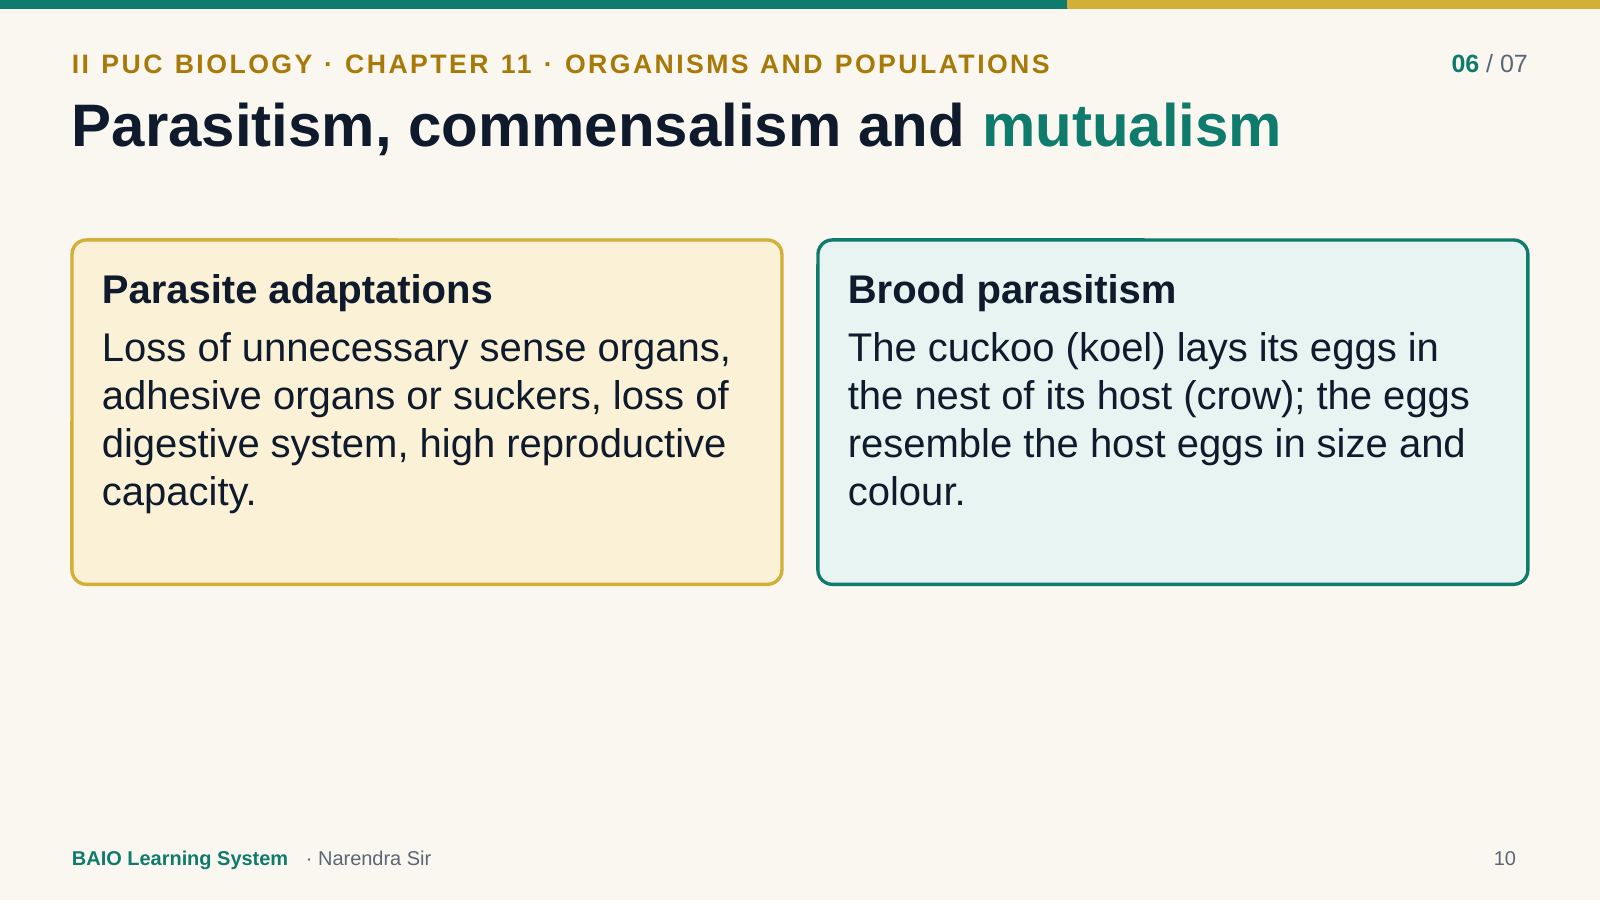 II PUC BIOLOGY · CHAPTER 11 · ORGANISMS AND POPULATIONS
06 / 07
Parasitism, commensalism and mutualism
Parasite adaptations
Loss of unnecessary sense organs,
adhesive organs or suckers, loss of
digestive system, high reproductive
capacity.
Brood parasitism
The cuckoo (koel) lays its eggs in
the nest of its host (crow); the eggs
resemble the host eggs in size and
colour.
BAIO Learning System · Narendra Sir
10